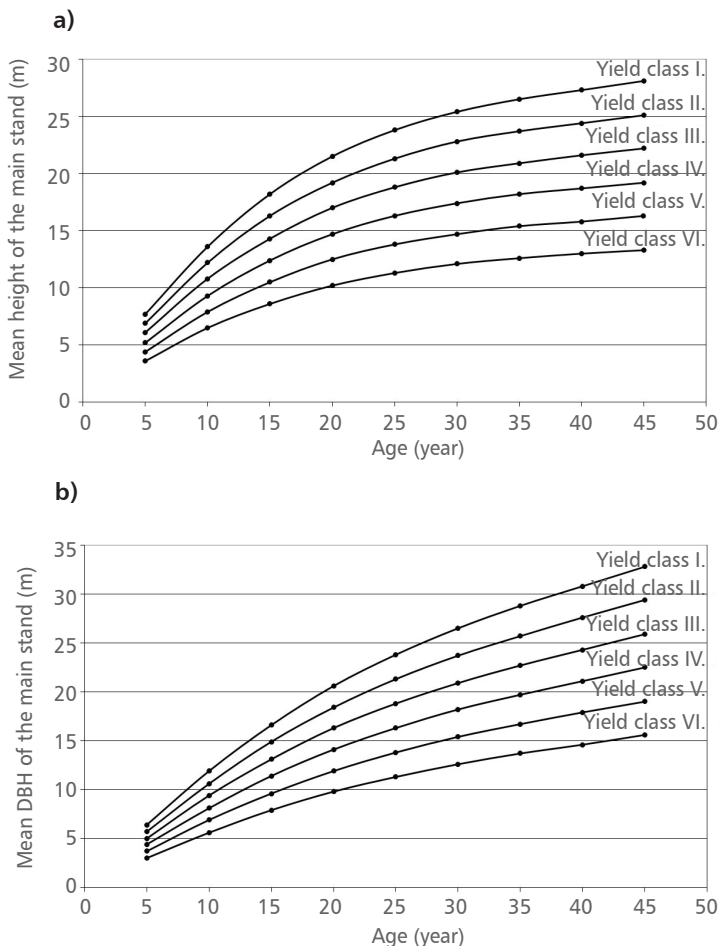 a)
Mean height of the main stand (m)
30
25
20
15
10
5
0
Yield class I.
Yield class II.
Yield class III.
Yield class IV.
Yield class V.
Yield class VI.
0 5 10 15 20 25 30 35 40 45 50
Age (year)
b)
Mean DBH of the main stand (m)
35
30
25
20
15
10
5
0
Yield class I.
Yield class II.
Yield class III.
Yield class IV.
Yield class V.
Yield class VI.
0 5 10 15 20 25 30 35 40 45 50
Age (year)